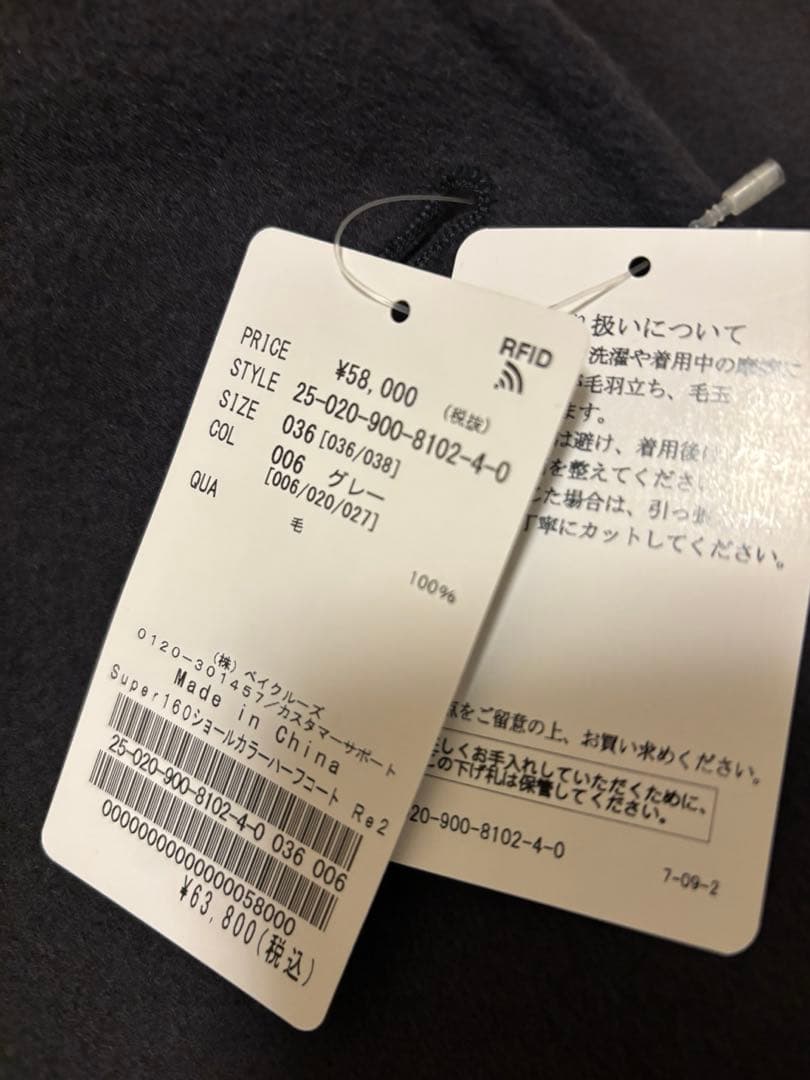 PRICE ¥58,000 (税抜)
STYLE 25-020-900-8102-4-0
SIZE 036 [036/038]
COL 006 グレー
[006/020/027]
QUA 毛 100%
RFID
(株) ベイクルーズ
0120-301457/カスタマーサポート
Made in China
Super160ショールカラーハーフコート Re2
25-020-900-8102-4-0 036 006
0000000000000058000
¥63,800(税込)
扱いについて
洗濯や着用中の
毛羽立ち、毛玉
ます。
は避け、着用後
を整えてくださ
した場合は、引っ
丁寧にカットしてください。
点をご留意の上、お買い求めください。
正しくお手入れしていただくために、
この下げ札は保管してください。
20-900-8102-4-0
7-09-2